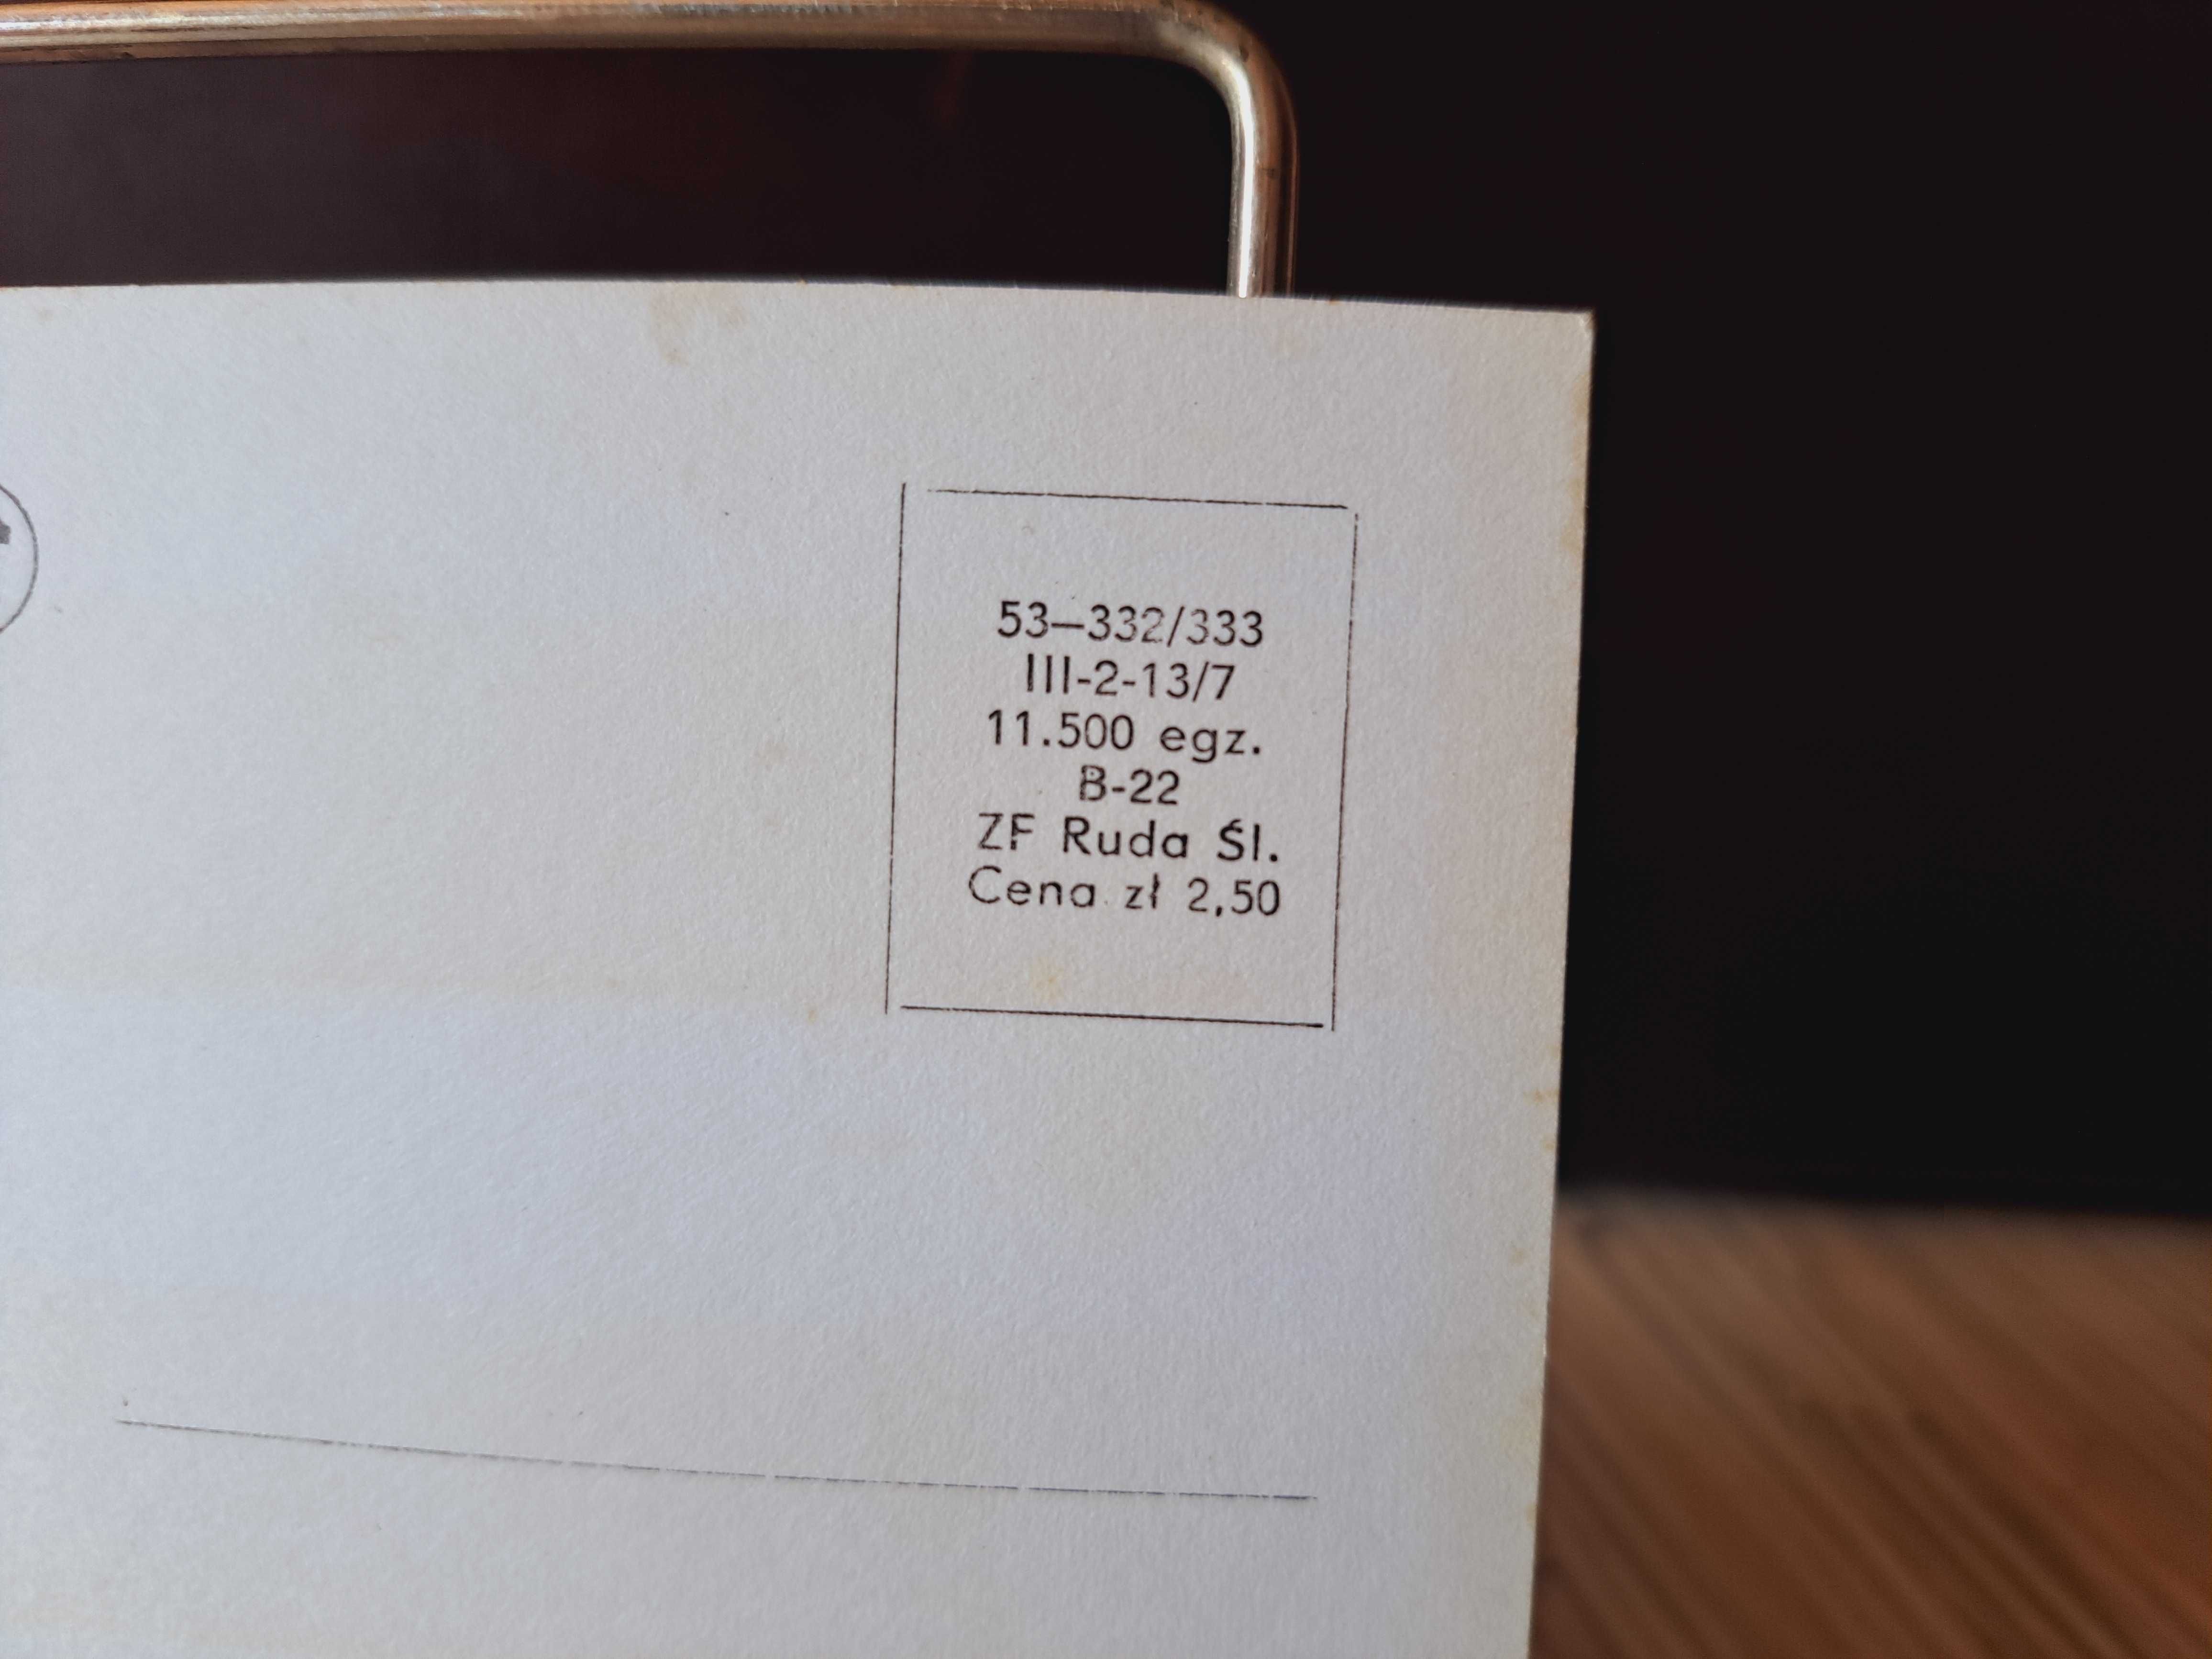 53—332/333
III-2-13/7
11.500 egz.
B-22
ZF Ruda Śl.
Cena zł 2,50